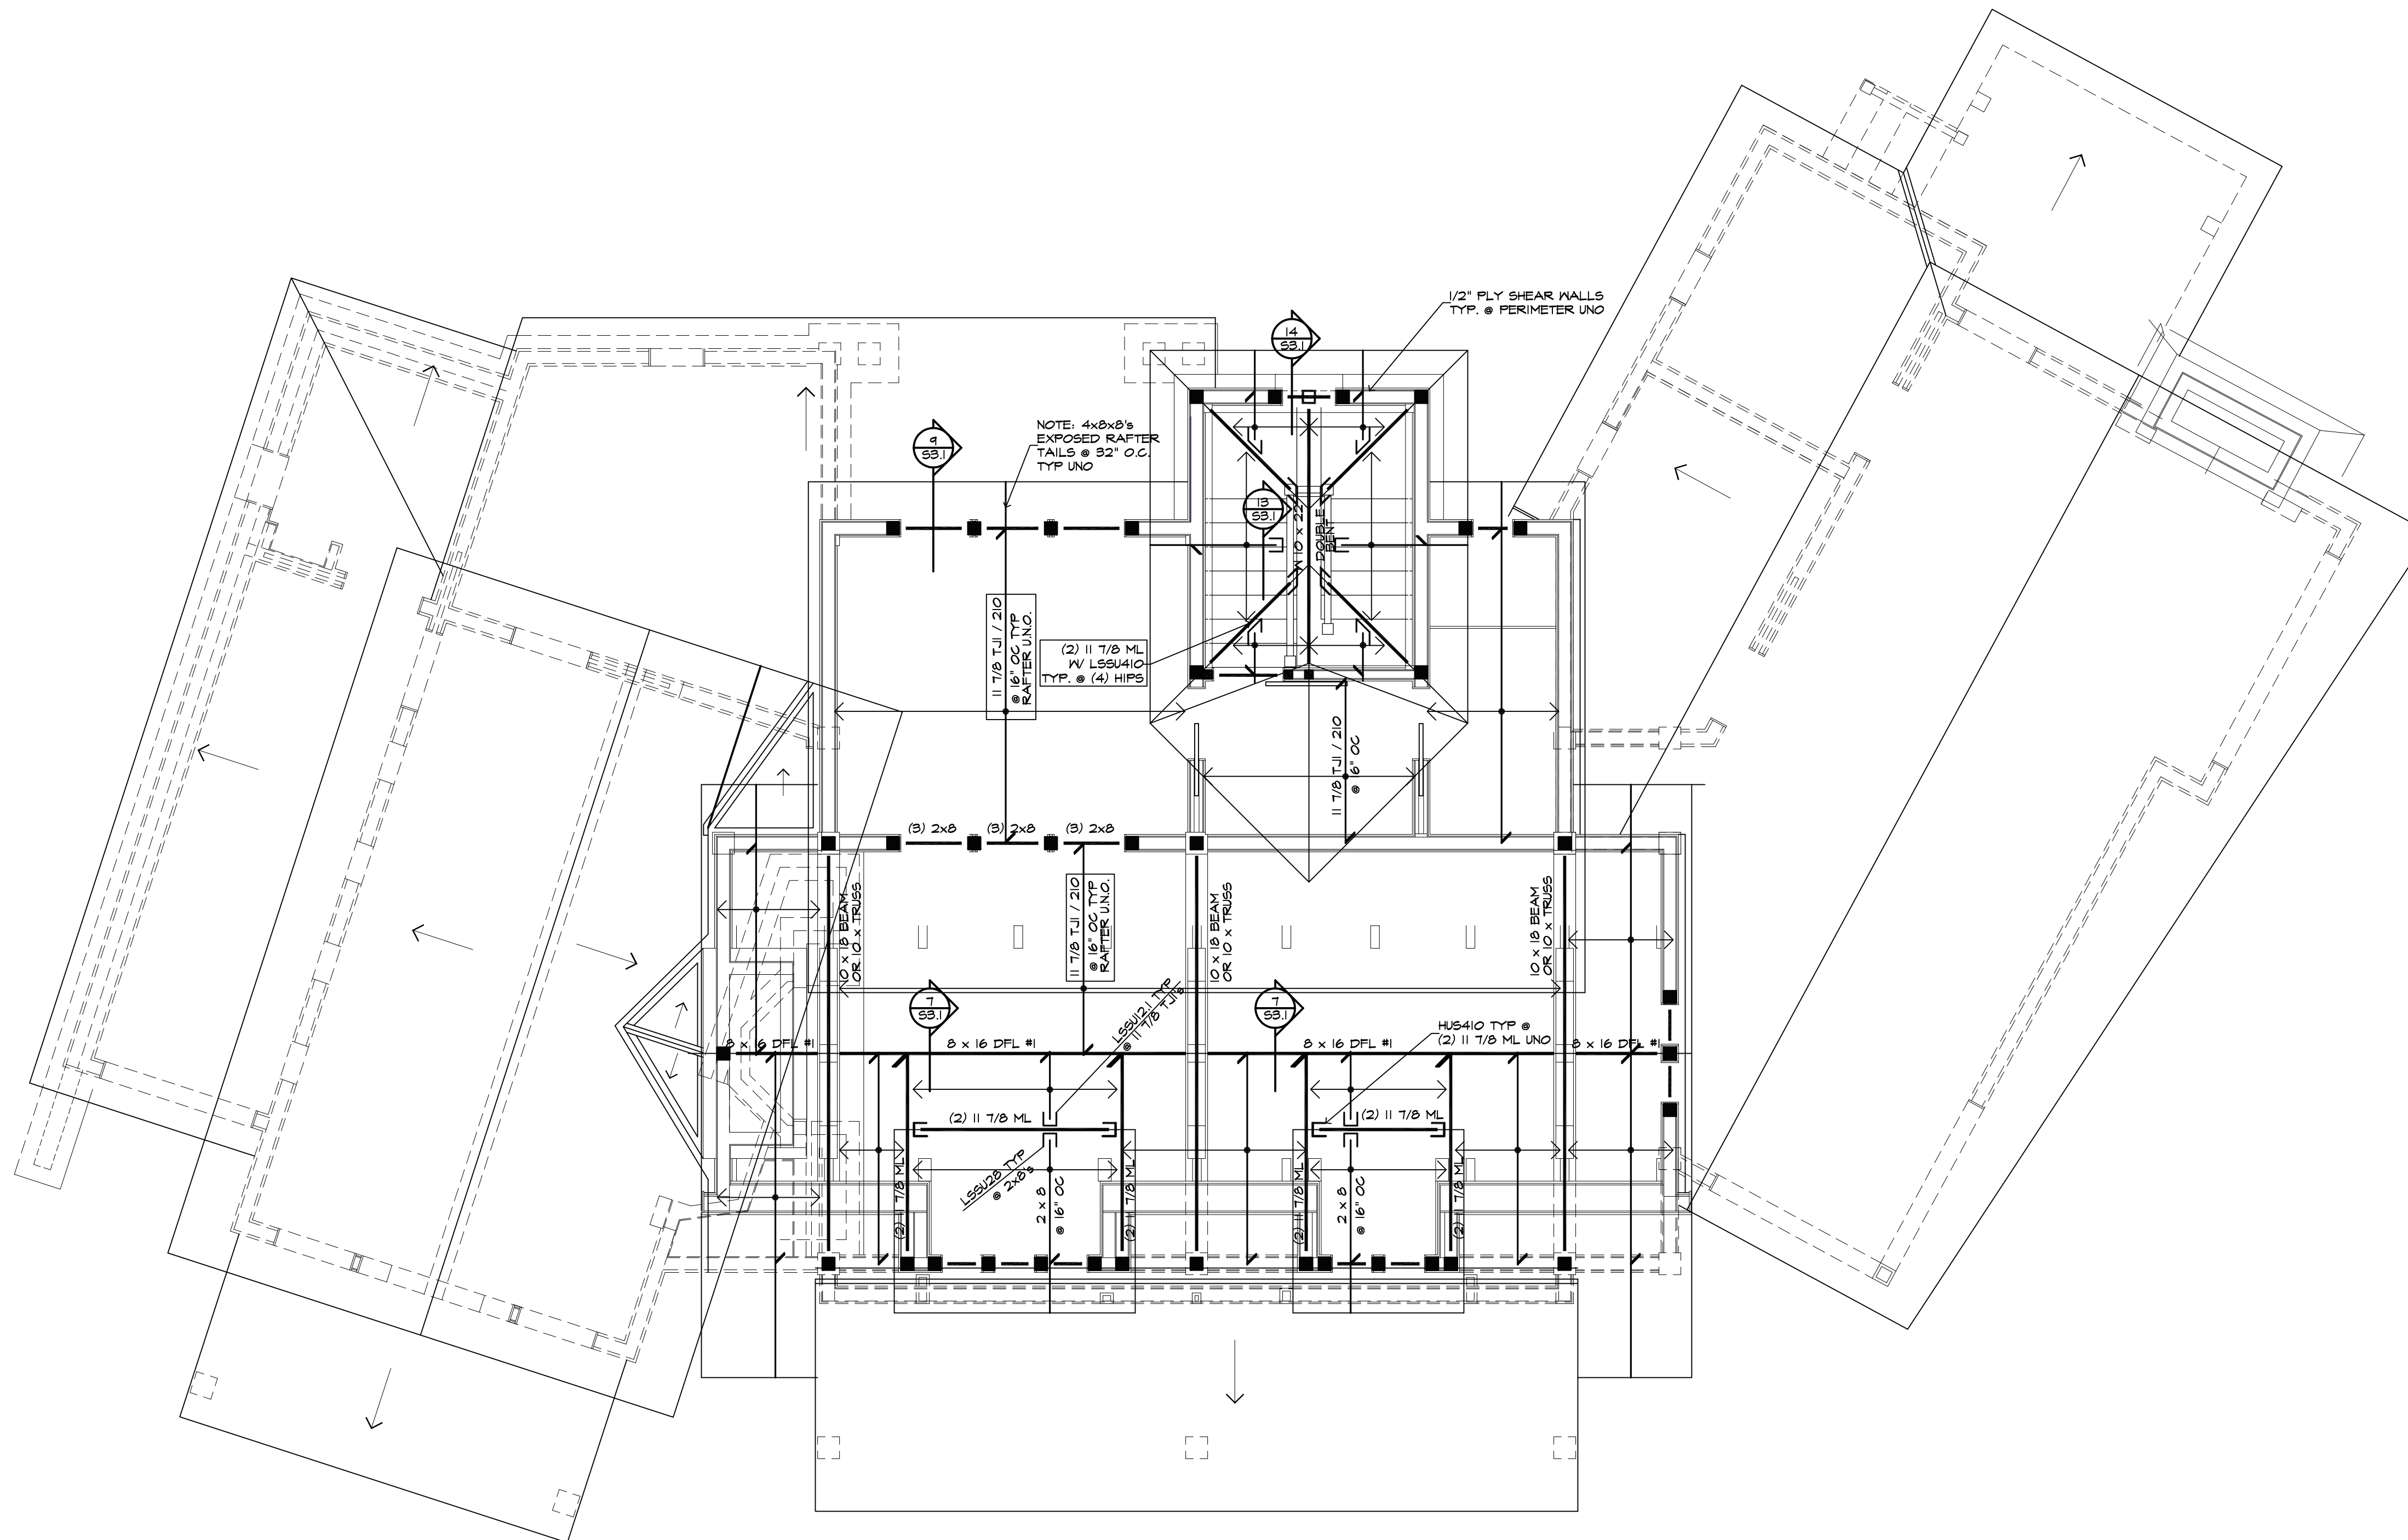 1/2" PLY SHEAR WALLS
TYP. @ PERIMETER UNO
14
S3.1
9
S3.1
NOTE: 4x8x8's
EXPOSED RAFTER
TAILS @ 32" O.C.
TYP UNO
13
S3.1
W 10 x 22
DOUBLE
BENT
11 7/8 TJI / 210
@ 16" OC TYP
RAFTER U.N.O.
(2) 11 7/8 ML
W/ LSSU410
TYP. @ (4) HIPS
11 7/8 TJI / 210
@ 16" OC
(3) 2x8
(3) 2x8
(3) 2x8
10 x 18 BEAM
OR 10 x TRUSS
11 7/8 TJI / 210
@ 16" OC TYP
RAFTER U.N.O.
10 x 18 BEAM
OR 10 x TRUSS
10 x 18 BEAM
OR 10 x TRUSS
7
S3.1
LSSU12.1 TYP
@ 11 7/8 TJI's
7
S3.1
HUS410 TYP @
(2) 11 7/8 ML UNO
8 x 16 DFL #1
8 x 16 DFL #1
8 x 16 DFL #1
8 x 16 DFL #1
(2) 11 7/8 ML
(2) 11 7/8 ML
(2) 11 7/8 ML
LSSU28 TYP
@ 2x8's
2 x 8
@ 16" OC
(2) 11 7/8 ML
(2) 11 7/8 ML
2 x 8
@ 16" OC
(2) 11 7/8 ML